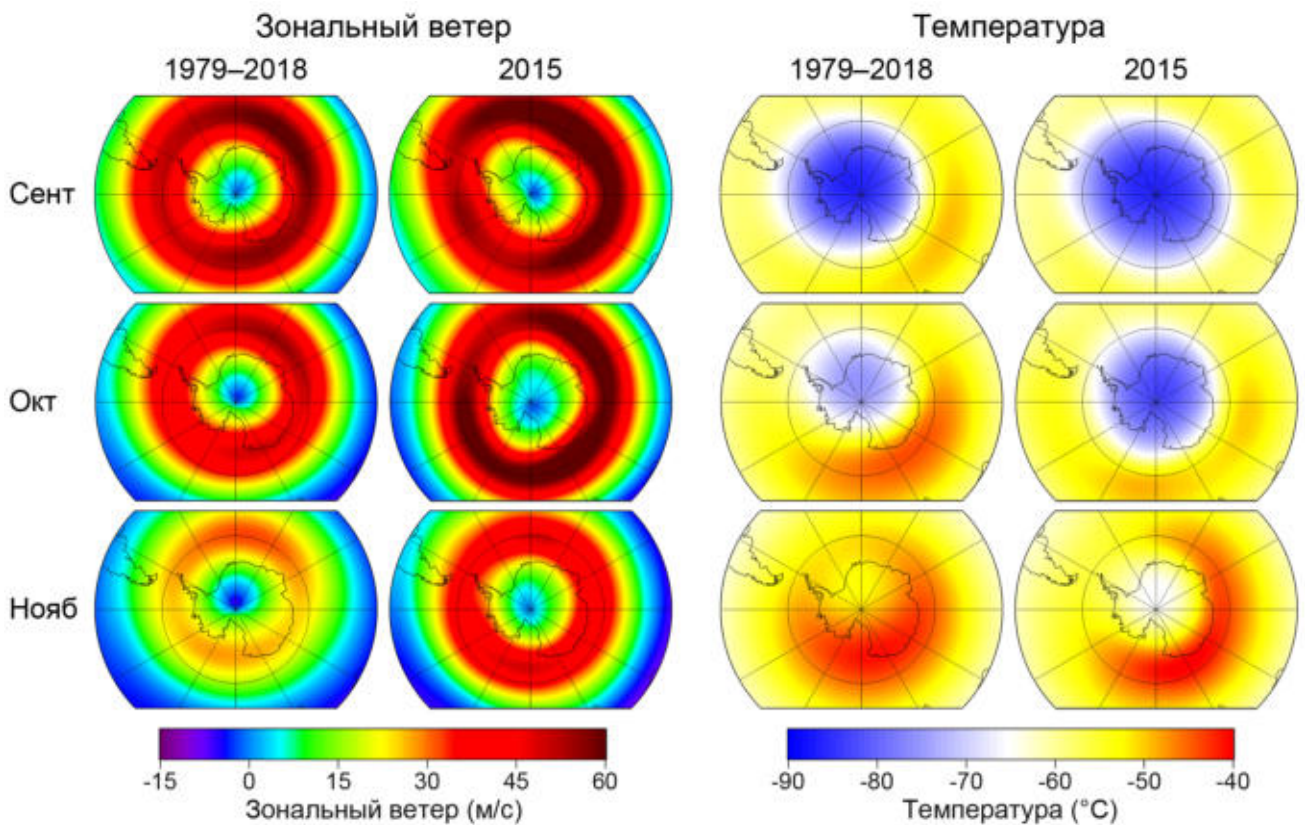 Зональный ветер Температура
1979–2018 2015 1979–2018 2015
Сент
Окт
Нояб
-15 0 15 30 45 60 -90 -80 -70 -60 -50 -40
Зональный ветер (м/с) Температура (°C)